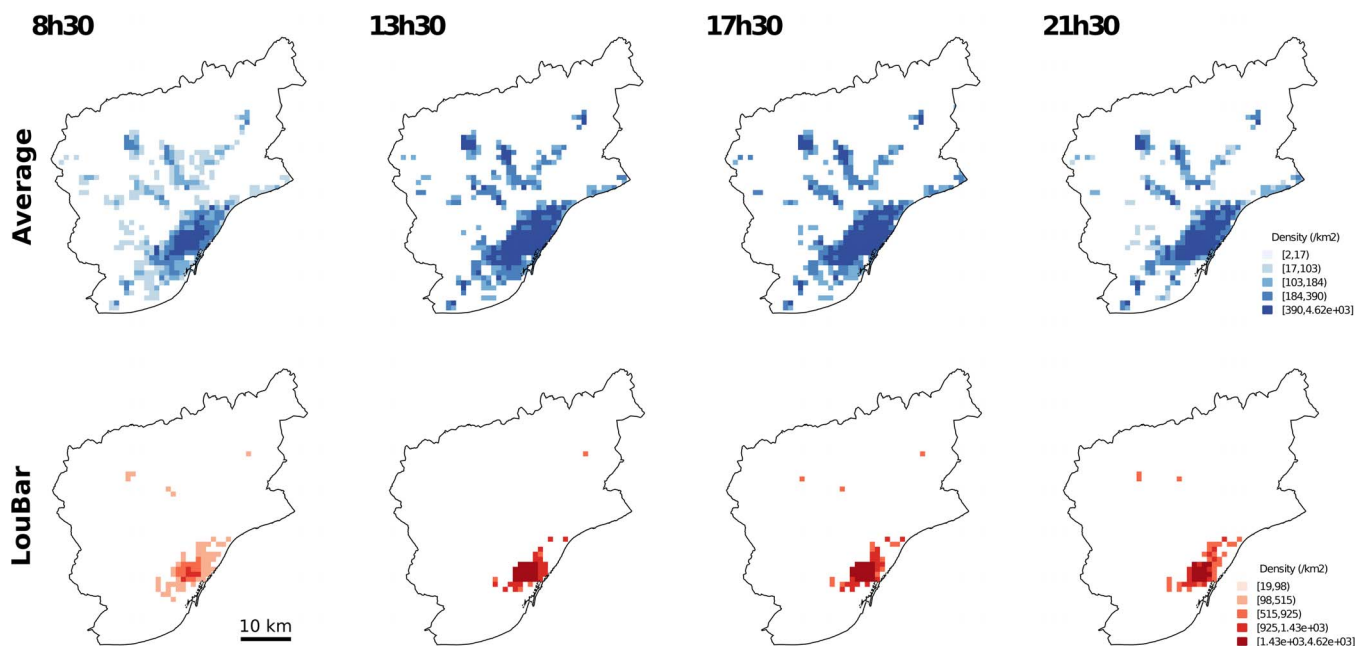 8h30
13h30
17h30
21h30
Average
Density (/km2)
[2,17)
[17,103)
[103,184)
[184,390)
[390,4.62e+03]
LouBar
10 km
Density (/km2)
[19,98)
[98,515)
[515,925)
[925,1.43e+03)
[1.43e+03,4.62e+03]